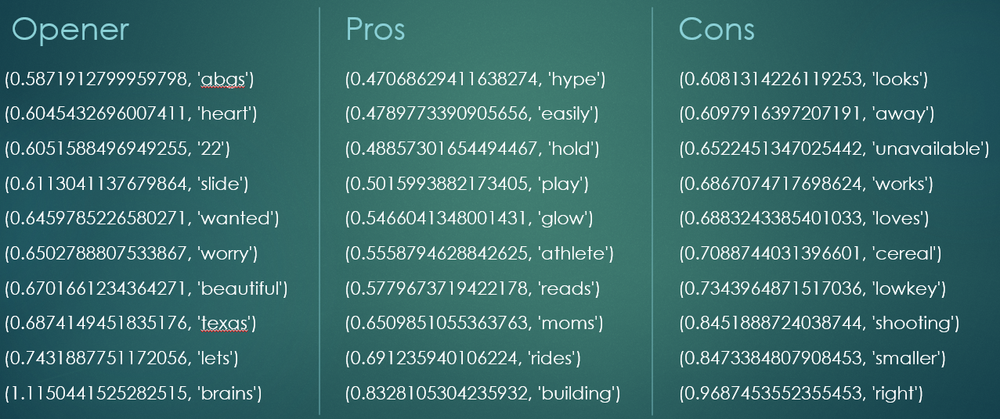 Opener
(0.5871912799959798, 'abgs')
(0.6045432696007411, 'heart')
(0.6051588496949255, '22')
(0.6113041137679864, 'slide')
(0.6459785226580271, 'wanted')
(0.6502788807533867, 'worry')
(0.6701661234364271, 'beautiful')
(0.6874149451835176, 'texas')
(0.7431887751172056, 'lets')
(1.1150441525282515, 'brains')
Pros
(0.47068629411638274, 'hype')
(0.4789773390905656, 'easily')
(0.48857301654494467, 'hold')
(0.5015993882173405, 'play')
(0.5466041348001431, 'glow')
(0.5558794628842625, 'athlete')
(0.5779673719422178, 'reads')
(0.6509851055363763, 'moms')
(0.691235940106224, 'rides')
(0.8328105304235932, 'building')
Cons
(0.6081314226119253, 'looks')
(0.6097916397207191, 'away')
(0.6522451347025442, 'unavailable')
(0.6867074717698624, 'works')
(0.6883243385401033, 'loves')
(0.7088744031396601, 'cereal')
(0.7343964871517036, 'lowkey')
(0.8451888724038744, 'shooting')
(0.8473384807908453, 'smaller')
(0.9687453552355453, 'right')